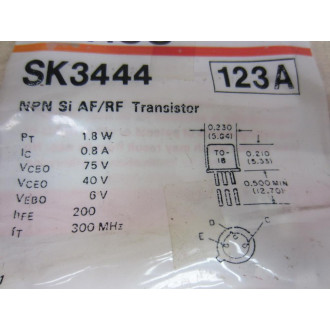 SK3444
123A
NPN Si AF/RF Transistor
PT 1.8 W
IC 0.8 A
VCBO 75 V
VCEO 40 V
VEBO 6 V
hFE 200
fT 300 MHz
0.230
(5.84)
TO-
18
0.210
(5.33)
0.500 MIN
(12.70)
B
E
C